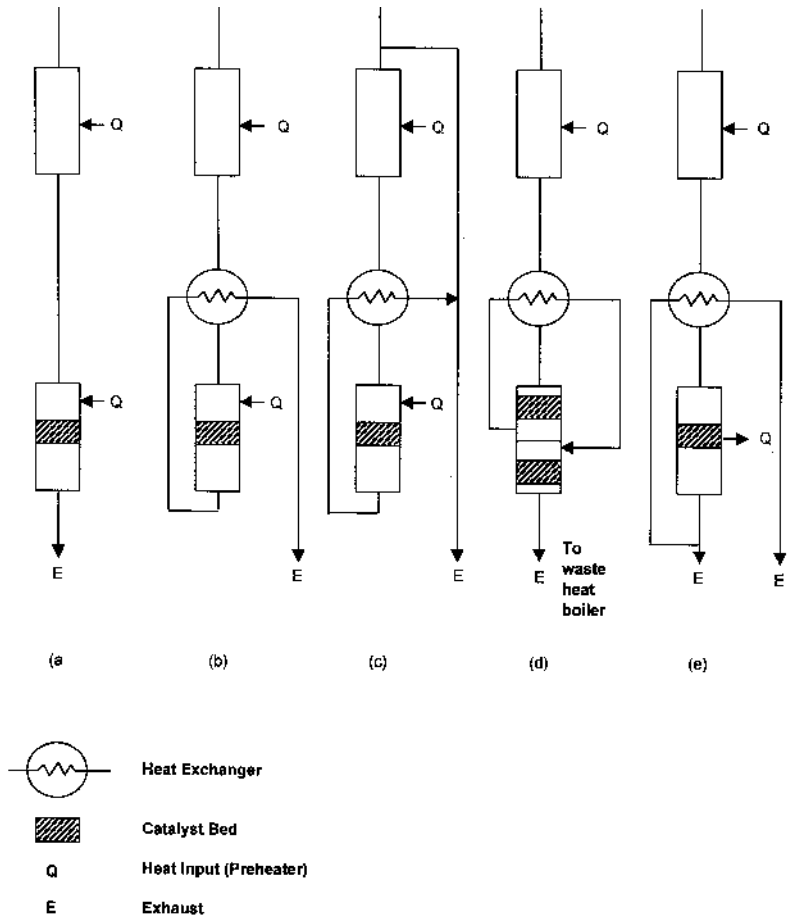 Q
Q
Q
Q
Q
Q
Q
Q
Q
E
E
E
E
To
waste
heat
boiler
E
E
(a
(b)
(c)
(d)
(e)
Heat Exchanger
Catalyst Bed
Q Heat Input (Preheater)
E Exhaust